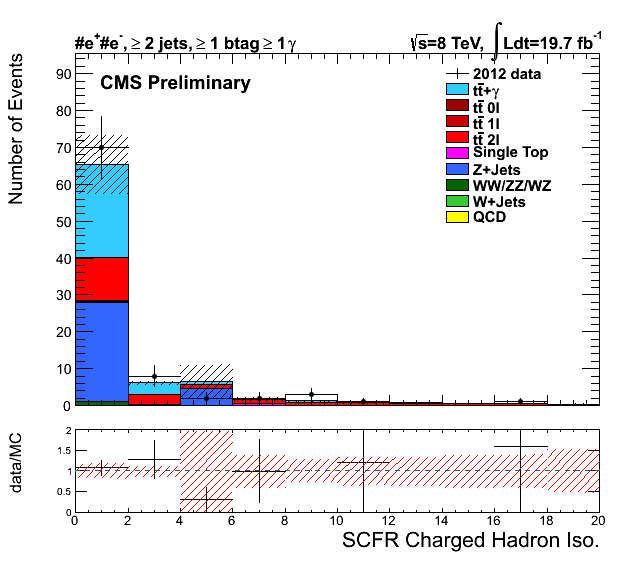 #e⁺#e⁻, ≥ 2 jets, ≥ 1 btag ≥ 1 γ
√s=8 TeV, ∫Ldt=19.7 fb⁻¹
Number of Events
90
80
70
60
50
40
30
20
10
0
CMS Preliminary
2012 data
tt̄+γ
tt̄ 0l
tt̄ 1l
tt̄ 2l
Single Top
Z+Jets
WW/ZZ/WZ
W+Jets
QCD
data/MC
2
1.5
1
0.5
0
0 2 4 6 8 10 12 14 16 18 20
SCFR Charged Hadron Iso.